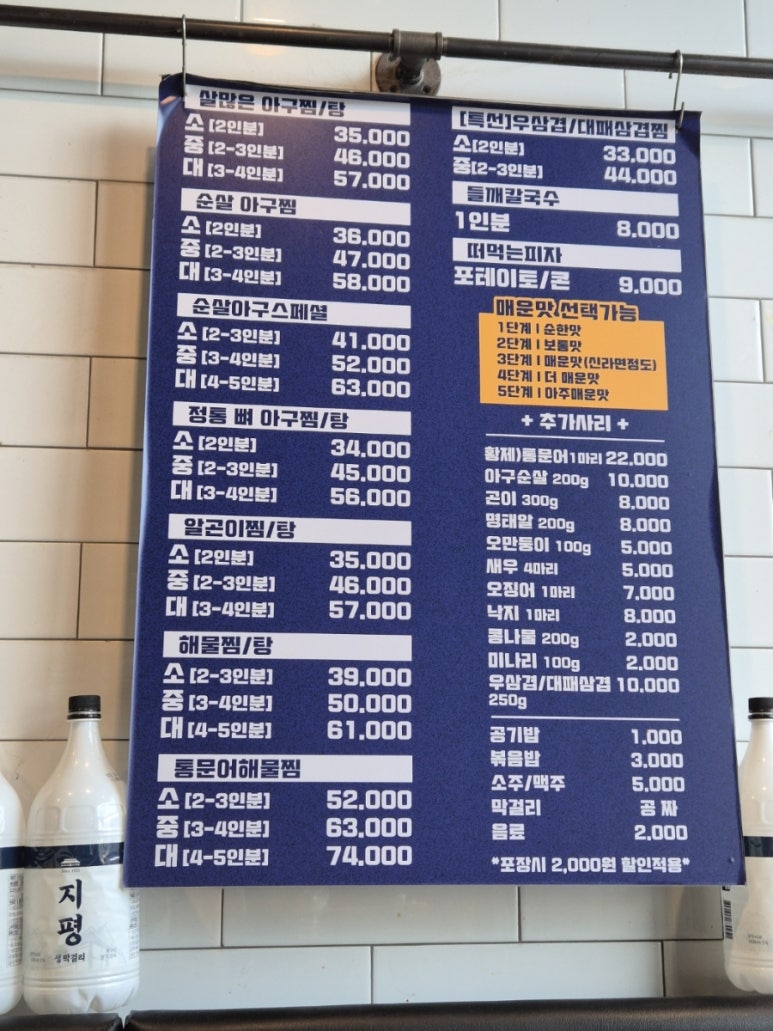 살많은 아구찜/탕
소 [2인분] 35.000
중 [2-3인분] 46.000
대 [3-4인분] 57.000
순살 아구찜
소 [2인분] 36.000
중 [2-3인분] 47.000
대 [3-4인분] 58.000
순살아구스페셜
소 [2-3인분] 41.000
중 [3-4인분] 52.000
대 [4-5인분] 63.000
정통 뼈 아구찜/탕
소 [2인분] 34.000
중 [2-3인분] 45.000
대 [3-4인분] 56.000
알곤이찜/탕
소 [2인분] 35.000
중 [2-3인분] 46.000
대 [3-4인분] 57.000
해물찜/탕
소 [2-3인분] 39.000
중 [3-4인분] 50.000
대 [4-5인분] 61.000
통문어해물찜
소 [2-3인분] 52.000
중 [3-4인분] 63.000
대 [4-5인분] 74.000
[특선]우삼겹/대패삼겹찜
소[2인분] 33.000
중[2-3인분] 44.000
들깨칼국수
1인분 8.000
떠먹는피자
포테이토/콘 9.000
매운맛 선택가능
1단계 | 순한맛
2단계 | 보통맛
3단계 | 매운맛(신라면정도)
4단계 | 더 매운맛
5단계 | 아주매운맛
+ 추가사리 +
황제)통문어1마리 22.000
아구순살 200g 10.000
곤이 300g 8.000
명태알 200g 8.000
오만둥이 100g 5.000
새우 4마리 5.000
오징어 1마리 7.000
낙지 1마리 8.000
콩나물 200g 2.000
미나리 100g 2.000
우삼겹/대패삼겹 10.000
250g
공기밥 1.000
볶음밥 3.000
소주/맥주 5.000
막걸리 공 짜
음료 2.000
*포장시 2,000원 할인적용*
지평
생막걸리